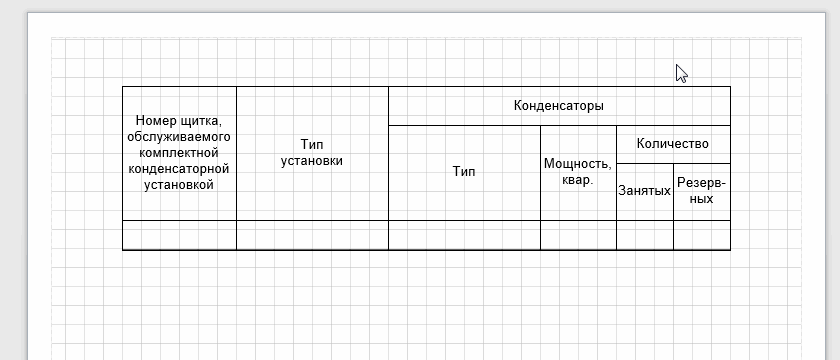 Номер щитка,
обслуживаемого
комплектной
конденсаторной
установкой
Тип
установки
Конденсаторы
Тип
Мощность,
квар.
Количество
Занятых
Резерв-
ных